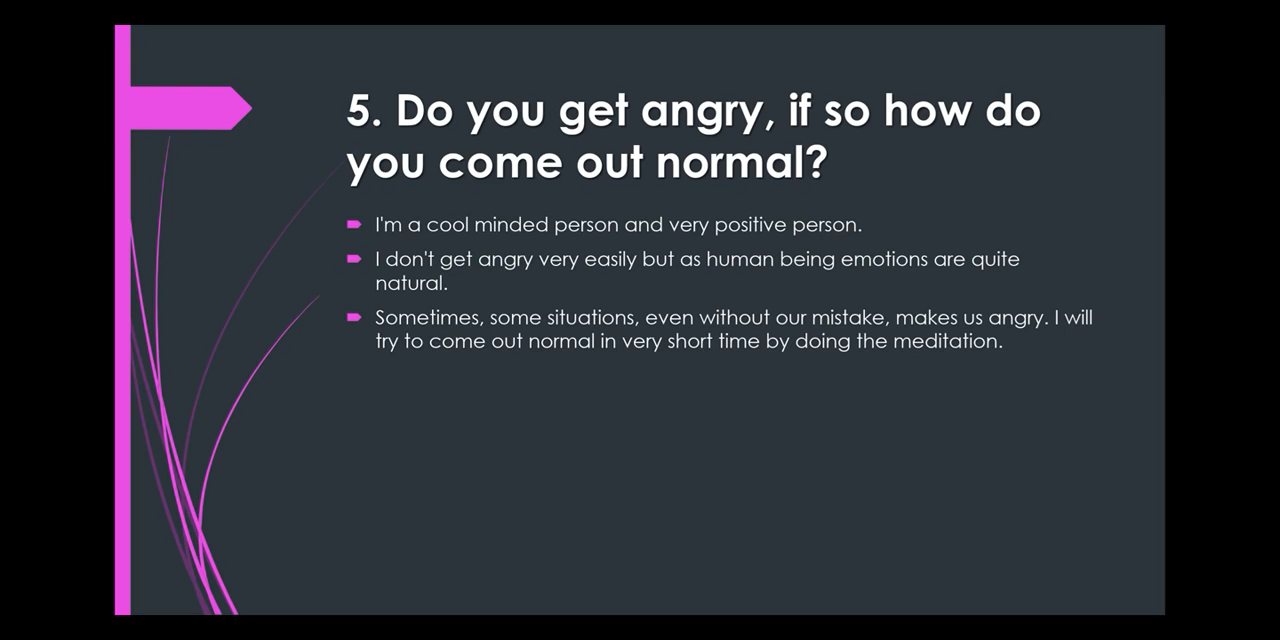 5. Do you get angry, if so how do
you come out normal?
I'm a cool minded person and very positive person.
I don't get angry very easily but as human being emotions are quite
natural.
Sometimes, some situations, even without our mistake, makes us angry. I will
try to come out normal in very short time by doing the meditation.